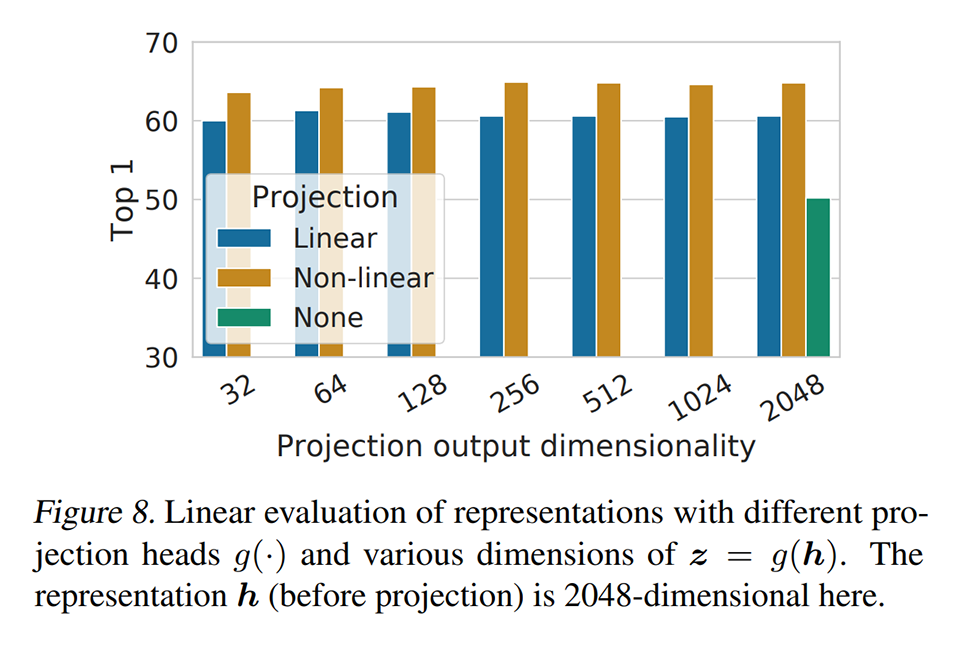 70
60
50
40
30
Top 1
Projection
Linear
Non-linear
None
32 64 128 256 512 1024 2048
Projection output dimensionality
Figure 8. Linear evaluation of representations with different pro-
jection heads g(·) and various dimensions of z = g(h). The
representation h (before projection) is 2048-dimensional here.